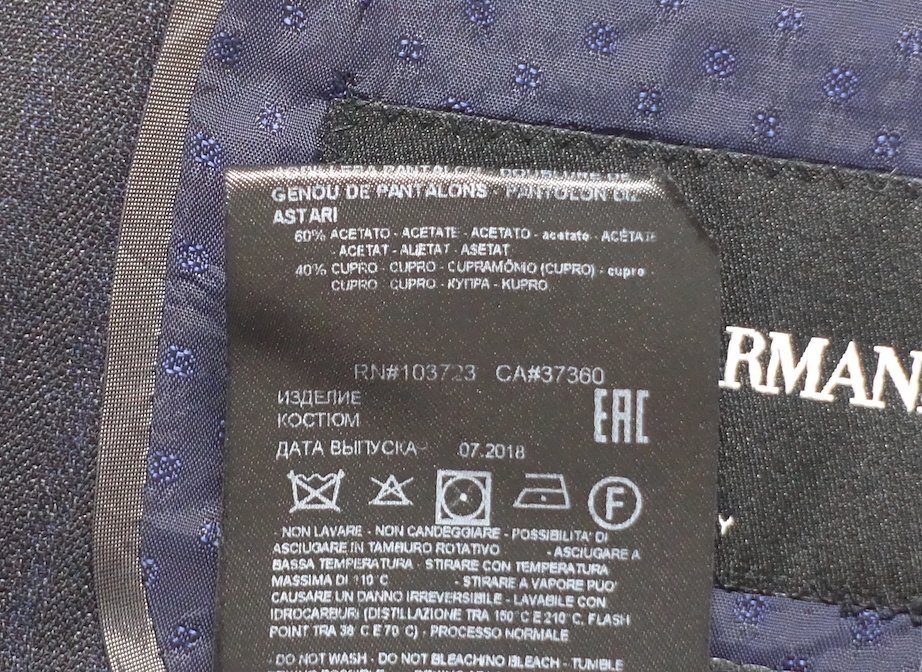 GENOU DE PANTALONS PANTOLON DİZ
ASTARI
60% ACETATO - ACETATE - ACETATO - acetato - ACÉTATE
- ACETAT - АЦЕТАТ - ASETAT
40% CUPRO - CUPRO - CUPRAMÔNIO (CUPRO) - cupro
CUPRO CUPRO - КУПРА - KUPRO
RN#103723 CA#37360
ИЗДЕЛИЕ
КОСТЮМ
EAC
ДАТА ВЫПУСКА 07.2018
F
NON LAVARE - NON CANDEGGIARE - POSSIBILITA' DI
ASCIUGARE IN TAMBURO ROTATIVO - ASCIUGARE A
BASSA TEMPERATURA - STIRARE CON TEMPERATURA
MASSIMA DI 110°C - STIRARE A VAPORE PUO'
CAUSARE UN DANNO IRREVERSIBILE - LAVABILE CON
IDROCARBURI (DISTILLAZIONE TRA 150°C E 210°C, FLASH
POINT TRA 38°C E 70°C) - PROCESSO NORMALE
DO NOT WASH - DO NOT BLEACH/NO BLEACH - TUMBLE
RMAN
Y